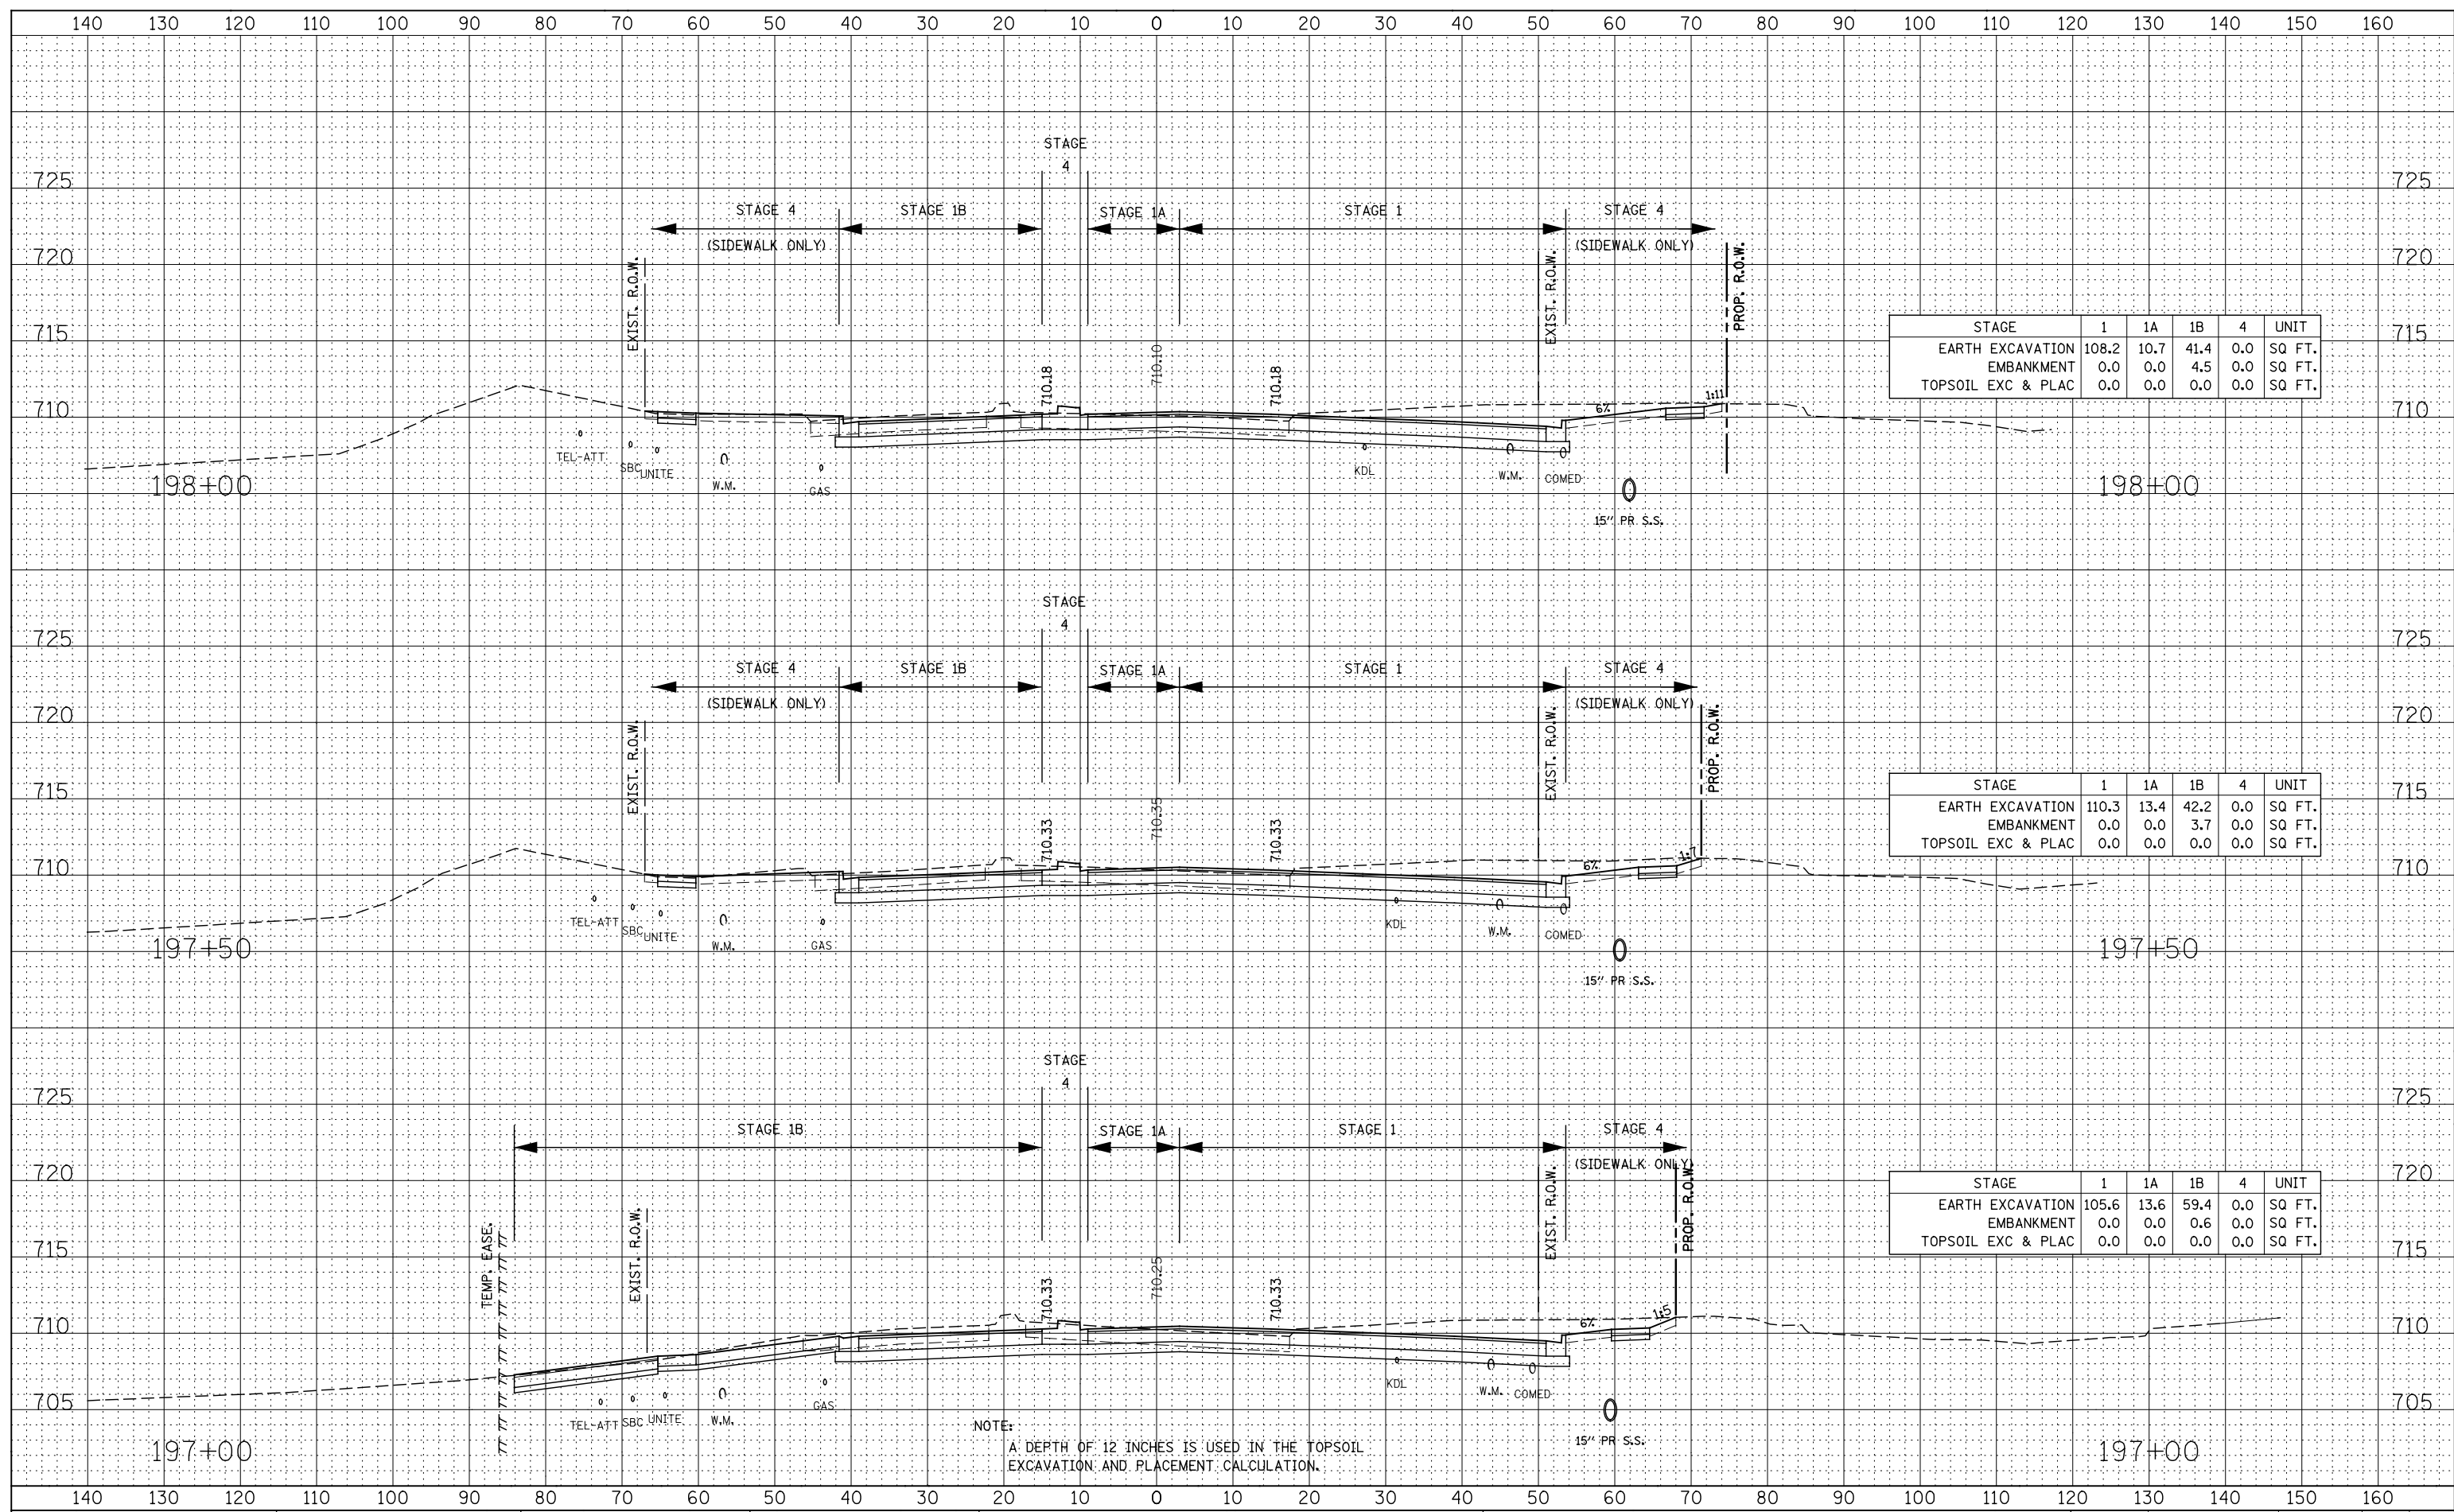 140 130 120 110 100 90 80 70 60 50 40 30 20 10 0 10 20 30 40 50 60 70 80 90 100 110 120 130 140 150 160
STAGE
4
725 725
STAGE 4 STAGE 1B STAGE 1A STAGE 1 STAGE 4
(SIDEWALK ONLY) (SIDEWALK ONLY)
720 720
EXIST. R.O.W. EXIST. R.O.W. PROP. R.O.W.
715 715
STAGE 1 1A 1B 4 UNIT
EARTH EXCAVATION 108.2 10.7 41.4 0.0 SQ FT.
EMBANKMENT 0.0 0.0 4.5 0.0 SQ FT.
TOPSOIL EXC & PLAC 0.0 0.0 0.0 0.0 SQ FT.
710.18 710.10 710.18
6% 1:11
710 710
TEL-ATT SBC UNITE W.M. GAS KDL W.M. COMED
198+00 198+00
15" PR S.S.
STAGE
4
725 725
STAGE 4 STAGE 1B STAGE 1A STAGE 1 STAGE 4
(SIDEWALK ONLY) (SIDEWALK ONLY)
720 720
EXIST. R.O.W. EXIST. R.O.W. PROP. R.O.W.
715 715
STAGE 1 1A 1B 4 UNIT
EARTH EXCAVATION 110.3 13.4 42.2 0.0 SQ FT.
EMBANKMENT 0.0 0.0 3.7 0.0 SQ FT.
TOPSOIL EXC & PLAC 0.0 0.0 0.0 0.0 SQ FT.
710.33 710.35 710.33
6% 1:7
710 710
TEL-ATT SBC UNITE W.M. GAS KDL W.M. COMED
197+50 197+50
15" PR S.S.
STAGE
4
725 725
STAGE 1B STAGE 1A STAGE 1 STAGE 4
(SIDEWALK ONLY)
720 720
TEMP. EASE. EXIST. R.O.W. EXIST. R.O.W. PROP. R.O.W.
715 715
STAGE 1 1A 1B 4 UNIT
EARTH EXCAVATION 105.6 13.6 59.4 0.0 SQ FT.
EMBANKMENT 0.0 0.0 0.6 0.0 SQ FT.
TOPSOIL EXC & PLAC 0.0 0.0 0.0 0.0 SQ FT.
710.33 710.25 710.33
6% 1:5
710 710
705 705
TEL-ATT SBC UNITE W.M. GAS KDL W.M. COMED
15" PR S.S.
197+00 197+00
NOTE:
A DEPTH OF 12 INCHES IS USED IN THE TOPSOIL
EXCAVATION AND PLACEMENT CALCULATION.
140 130 120 110 100 90 80 70 60 50 40 30 20 10 0 10 20 30 40 50 60 70 80 90 100 110 120 130 140 150 160